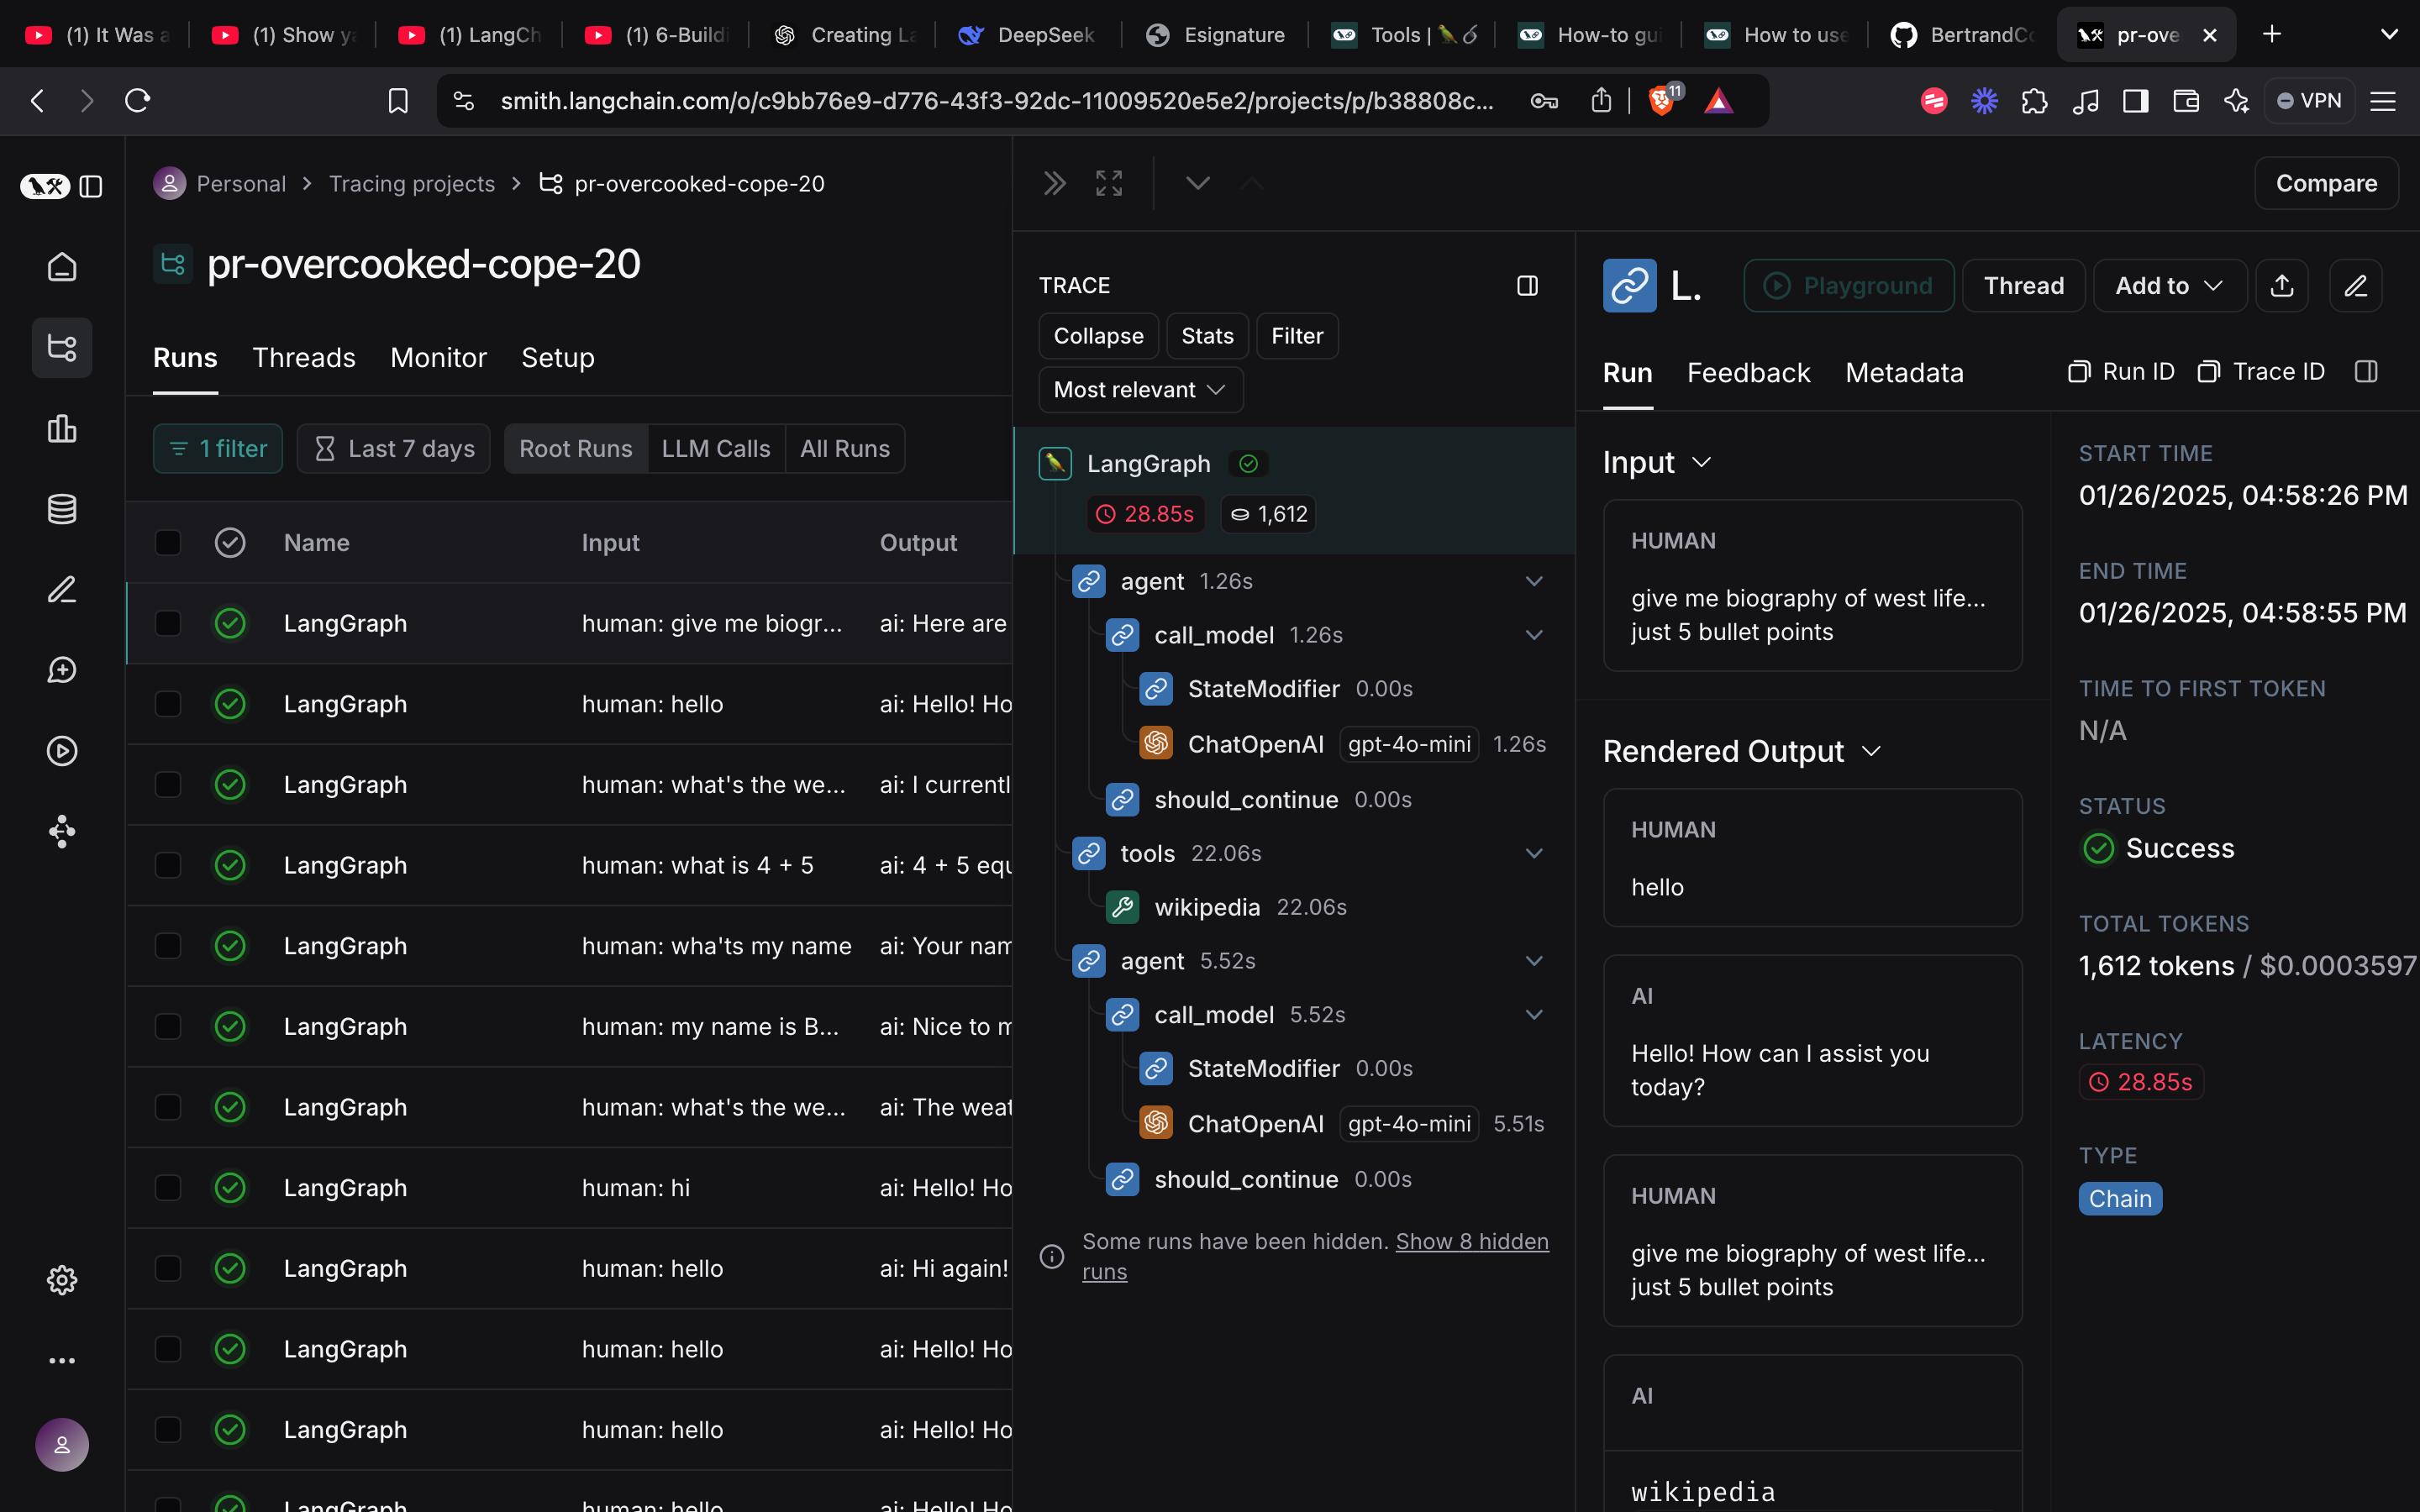 (1) It Was a
(1) Show ya
(1) LangCh
(1) 6-Buildi
Creating La
DeepSeek
Esignature
Tools |
How-to gui
How to use
BertrandCo
pr-ove
smith.langchain.com/o/c9bb76e9-d776-43f3-92dc-11009520e5e2/projects/p/b38808c...
11
VPN
Personal
Tracing projects
pr-overcooked-cope-20
pr-overcooked-cope-20
Runs
Threads
Monitor
Setup
1 filter
Last 7 days
Root Runs
LLM Calls
All Runs
Name
Input
Output
LangGraph
human: give me biogr...
ai: Here are
LangGraph
human: hello
ai: Hello! Ho
LangGraph
human: what's the we...
ai: I currentl
LangGraph
human: what is 4 + 5
ai: 4 + 5 equ
LangGraph
human: wha'ts my name
ai: Your nam
LangGraph
human: my name is B...
ai: Nice to m
LangGraph
human: what's the we...
ai: The weat
LangGraph
human: hi
ai: Hello! Ho
LangGraph
human: hello
ai: Hi again!
LangGraph
human: hello
ai: Hello! Ho
LangGraph
human: hello
ai: Hello! Ho
LangGraph
human: hello
ai: Hello! Ho
Compare
TRACE
Collapse
Stats
Filter
Most relevant
LangGraph
28.85s
1,612
agent 1.26s
call_model 1.26s
StateModifier 0.00s
ChatOpenAI gpt-4o-mini 1.26s
should_continue 0.00s
tools 22.06s
wikipedia 22.06s
agent 5.52s
call_model 5.52s
StateModifier 0.00s
ChatOpenAI gpt-4o-mini 5.51s
should_continue 0.00s
Some runs have been hidden. Show 8 hidden
runs
L.
Playground
Thread
Add to
Run
Feedback
Metadata
Run ID
Trace ID
Input
HUMAN
give me biography of west life...
just 5 bullet points
Rendered Output
HUMAN
hello
AI
Hello! How can I assist you
today?
HUMAN
give me biography of west life...
just 5 bullet points
AI
wikipedia
START TIME
01/26/2025, 04:58:26 PM
END TIME
01/26/2025, 04:58:55 PM
TIME TO FIRST TOKEN
N/A
STATUS
Success
TOTAL TOKENS
1,612 tokens / $0.0003597
LATENCY
28.85s
TYPE
Chain